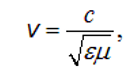 v = c / √(εμ),